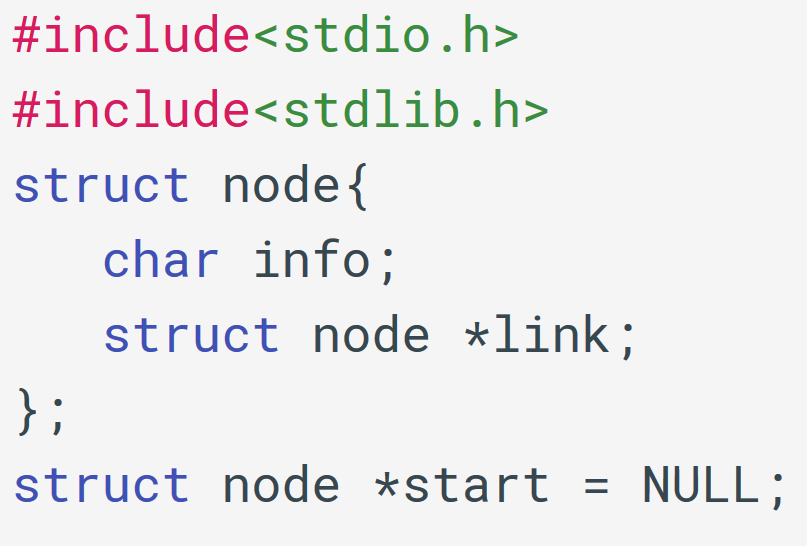 #include<stdio.h>
#include<stdlib.h>
struct node{
   char info;
   struct node *link;
};
struct node *start = NULL;